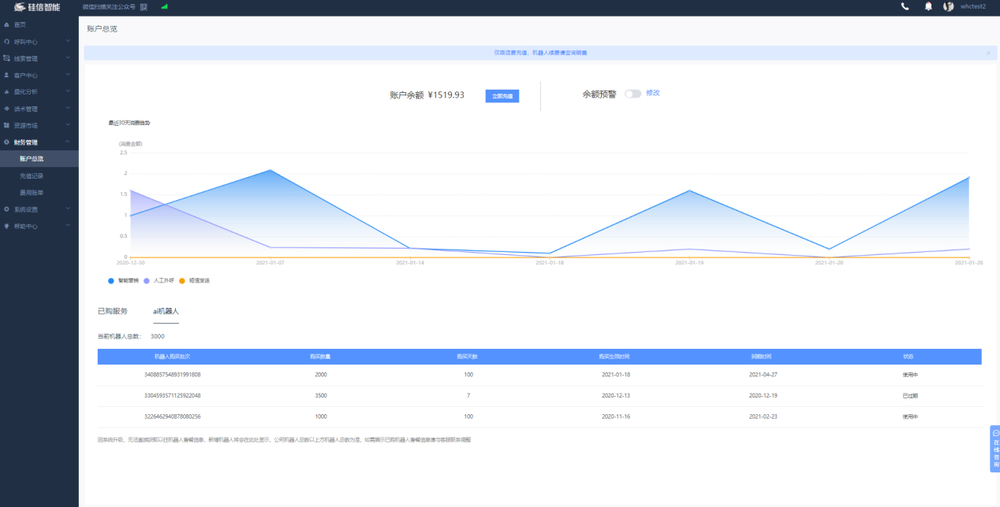 硅信智能
微信扫描关注公众号
whctest2
首页
呼叫中心
线索管理
客户中心
量化分析
话术管理
资源市场
财务管理
账户总览
充值记录
费用账单
系统设置
帮助中心
账户总览
仅限话费充值，机器人续费请咨询销售
账户余额 ¥1519.93 立即充值 余额预警 修改
最近30天消费趋势
(消费金额)
2.5
2
1.5
1
0.5
0
2020-12-30 2021-01-07 2021-01-14 2021-01-18 2021-01-19 2021-01-20 2021-01-26
智能营销 人工外呼 短信发送
已购服务 ai机器人
当前机器人总数： 3000
机器人购买批次 购买数量 购买天数 购买生效时间 到期时间 状态
3408857548931991808 2000 100 2021-01-18 2021-04-27 使用中
3304593571125922048 3500 7 2020-12-13 2020-12-19 已过期
3226462940878080256 1000 100 2020-11-16 2021-02-23 使用中
因系统升级，无法直接获取以往机器人套餐信息，新增机器人将会在此处显示，公司机器人总数以上方机器人总数为准，如需展示已购机器人套餐信息请与客服联系提醒
在线咨询